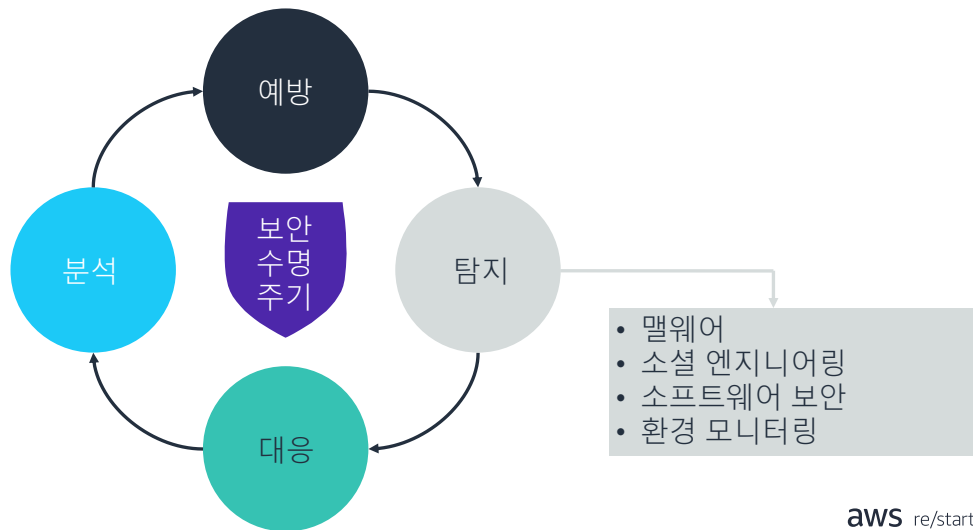 예방
보안
수명
주기
분석
탐지
• 맬웨어
• 소셜 엔지니어링
• 소프트웨어 보안
• 환경 모니터링
대응
aws re/start